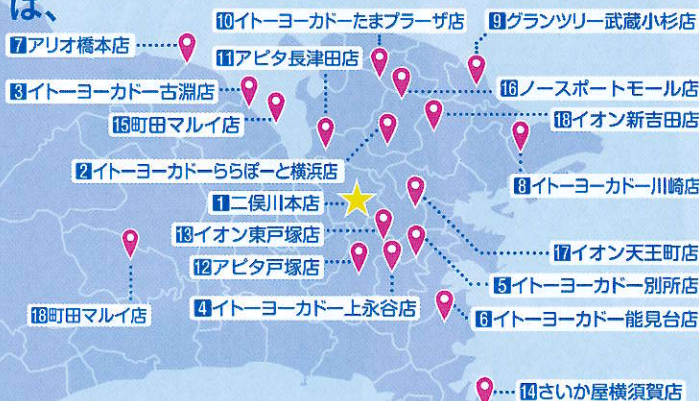 は、
10イトーヨーカドーたまプラーザ店
9グランツリー武蔵小杉店
7アリオ橋本店
11アピタ長津田店
3イトーヨーカドー古淵店
16ノースポートモール店
15町田マルイ店
18イオン新吉田店
2イトーヨーカドーららぽーと横浜店
8イトーヨーカドー川崎店
1二俣川本店
13イオン東戸塚店
17イオン天王町店
12アピタ戸塚店
5イトーヨーカドー別所店
4イトーヨーカドー上永谷店
18町田マルイ店
6イトーヨーカドー能見台店
14さいか屋横須賀店